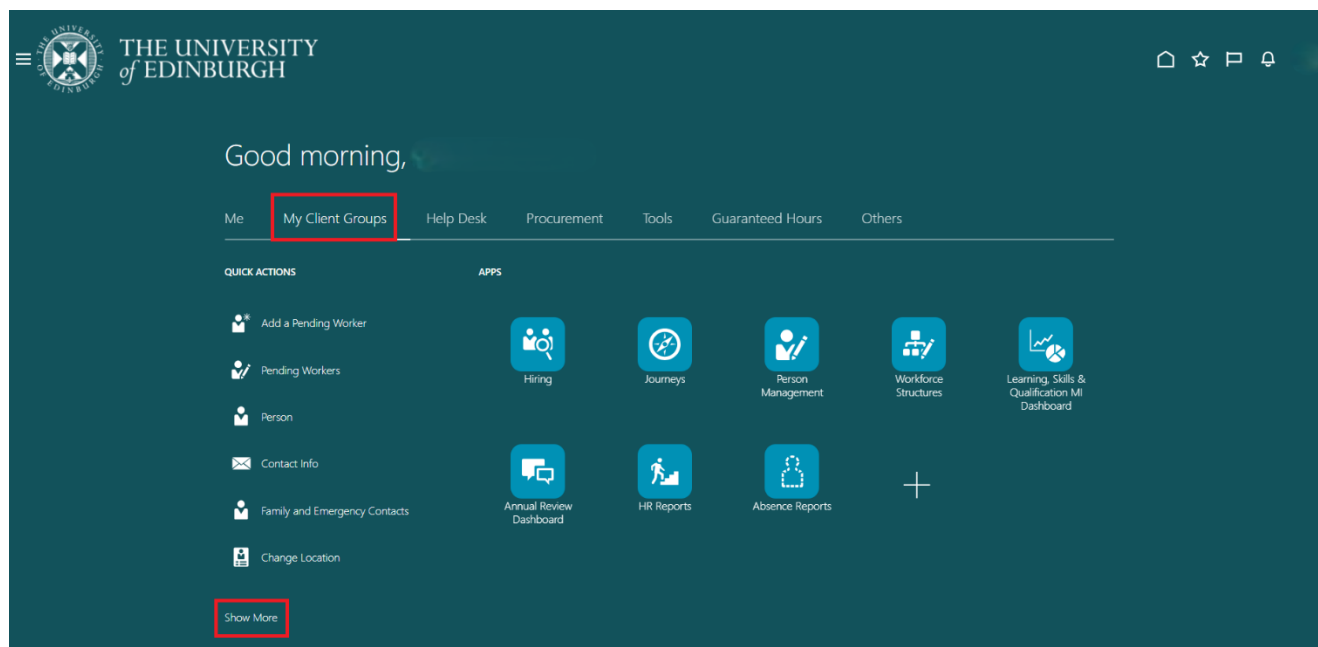 THE UNIVERSITY
of EDINBURGH
Good morning,
Me My Client Groups Help Desk Procurement Tools Guaranteed Hours Others
QUICK ACTIONS
Add a Pending Worker
Pending Workers
Person
Contact Info
Family and Emergency Contacts
Change Location
Show More
APPS
Hiring
Journeys
Person
Management
Workforce
Structures
Learning, Skills &
Qualification MI
Dashboard
Annual Review
Dashboard
HR Reports
Absence Reports